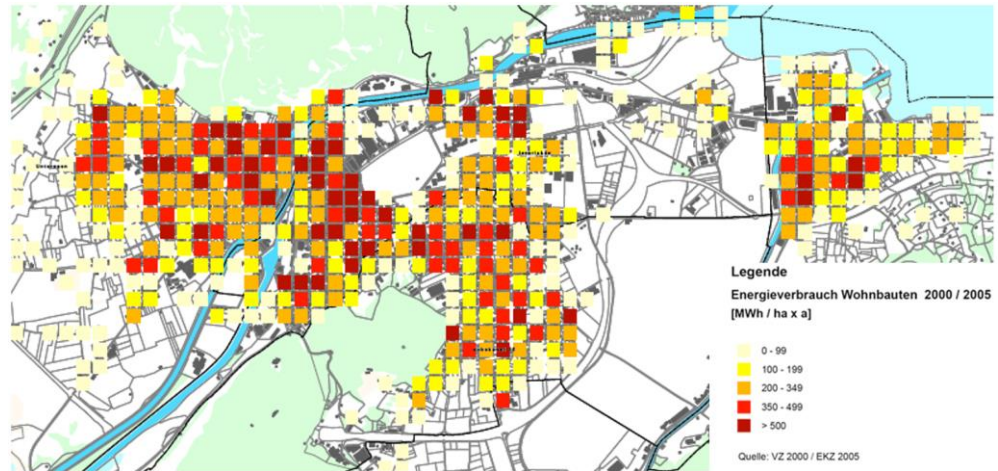 Legende
Energieverbrauch Wohnbauten 2000 / 2005
[MWh / ha x a]
0 - 99
100 - 199
200 - 349
350 - 499
> 500
Quelle: VZ 2000 / EKZ 2005